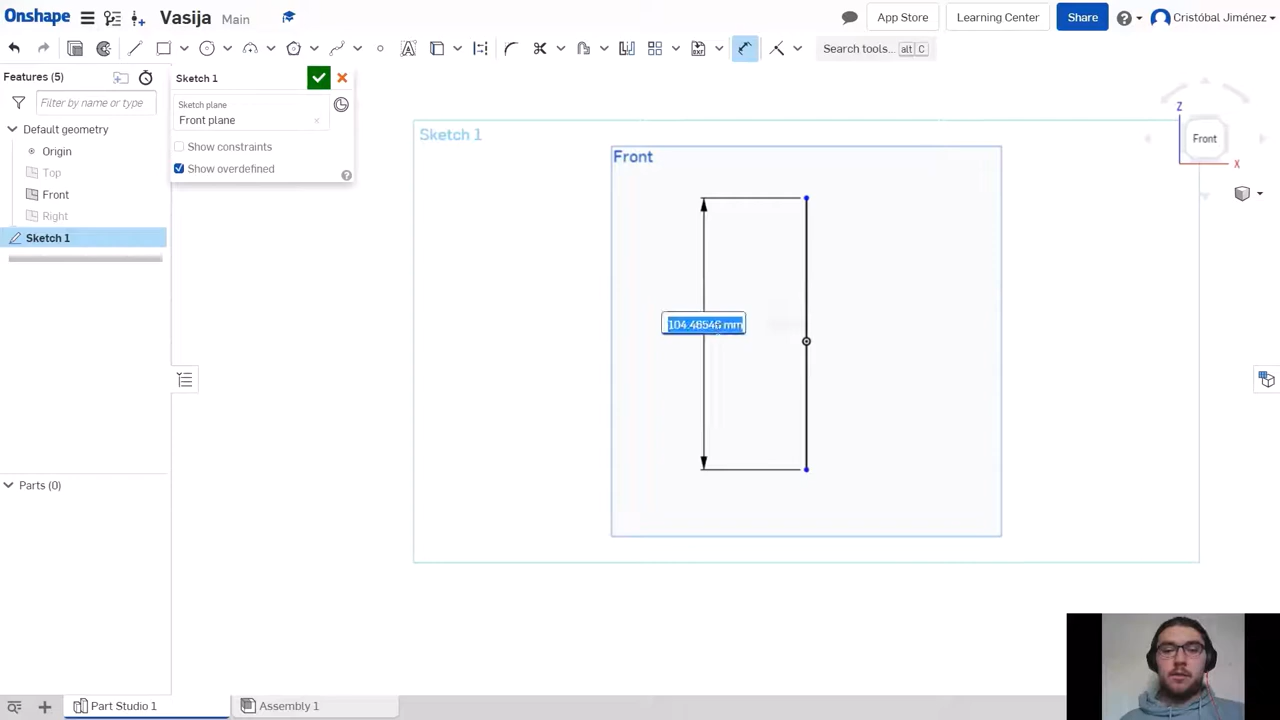 Onshape
Vasija Main
App Store
Learning Center
Share
Cristóbal Jiménez
Search tools... alt C
Features (5)
Filter by name or type
Default geometry
Origin
Top
Front
Right
Sketch 1
Parts (0)
Sketch 1
Sketch plane
Front plane
Show constraints
Show overdefined
Sketch 1
Front
104.46546 mm
Z
Front
X
Part Studio 1
Assembly 1